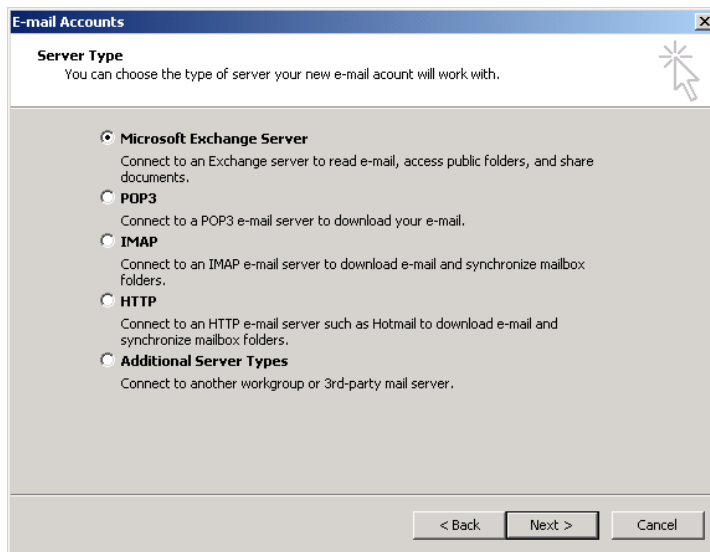 E-mail Accounts
Server Type
You can choose the type of server your new e-mail acount will work with.
Microsoft Exchange Server
Connect to an Exchange server to read e-mail, access public folders, and share
documents.
POP3
Connect to a POP3 e-mail server to download your e-mail.
IMAP
Connect to an IMAP e-mail server to download e-mail and synchronize mailbox
folders.
HTTP
Connect to an HTTP e-mail server such as Hotmail to download e-mail and
synchronize mailbox folders.
Additional Server Types
Connect to another workgroup or 3rd-party mail server.
< Back Next > Cancel